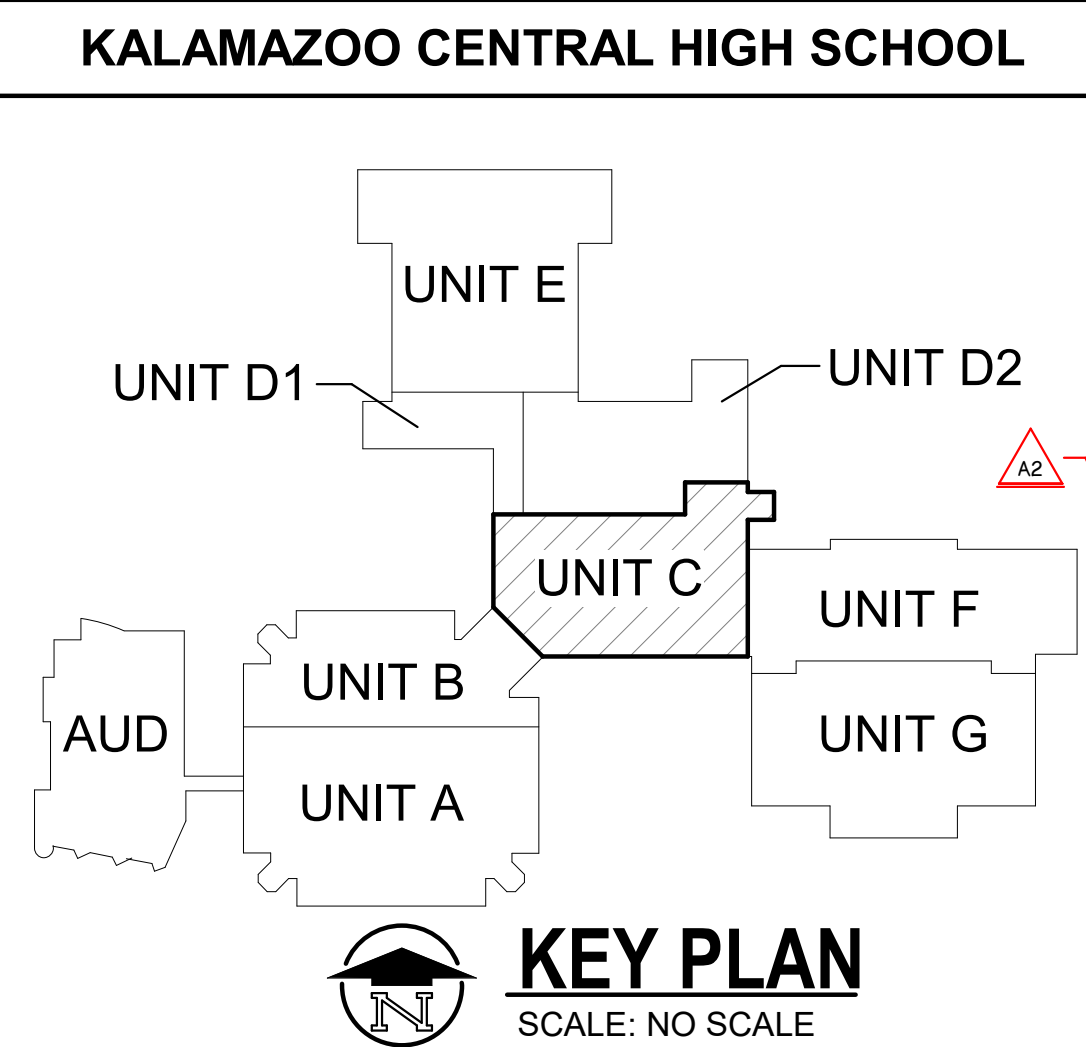 KALAMAZOO CENTRAL HIGH SCHOOL
UNIT E
UNIT D1
UNIT D2
A2
UNIT C
UNIT F
UNIT B
AUD
UNIT G
UNIT A
N
KEY PLAN
SCALE: NO SCALE